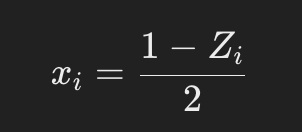 x_i = \frac{1 - Z_i}{2}